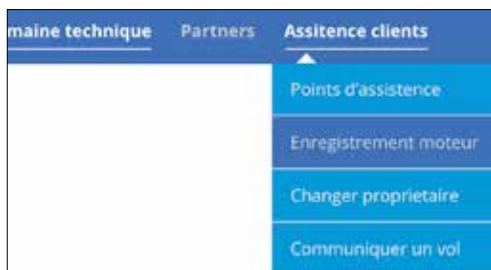 maine technique Partners Assitence clients
Points d'assistence
Enregistrement moteur
Changer proprietaire
Communiquer un vol